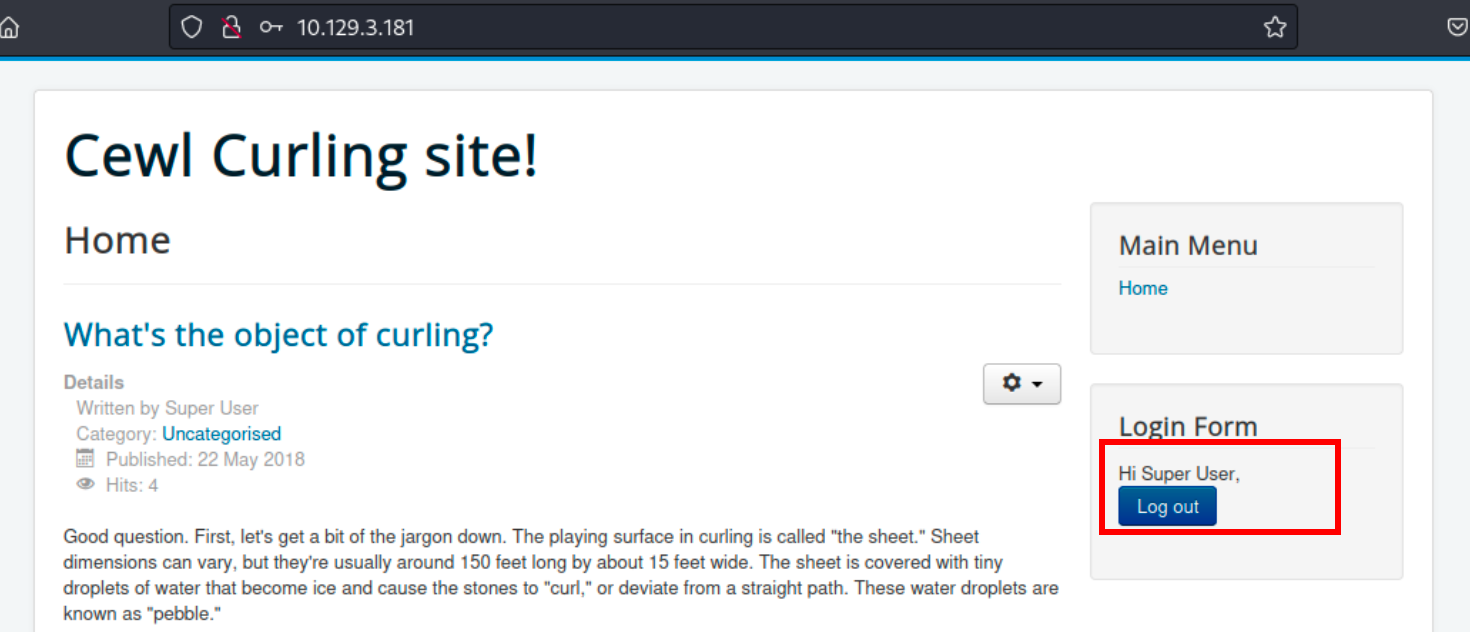 10.129.3.181
Cewl Curling site!
Home
What's the object of curling?
Details
Written by Super User
Category: Uncategorised
Published: 22 May 2018
Hits: 4
Good question. First, let's get a bit of the jargon down. The playing surface in curling is called "the sheet." Sheet
dimensions can vary, but they're usually around 150 feet long by about 15 feet wide. The sheet is covered with tiny
droplets of water that become ice and cause the stones to "curl," or deviate from a straight path. These water droplets are
known as "pebble."
Main Menu
Home
Login Form
Hi Super User,
Log out